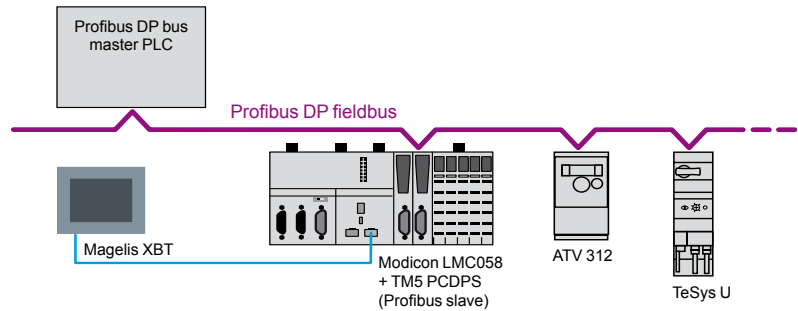 Profibus DP bus
master PLC
Profibus DP fieldbus
Magelis XBT
Modicon LMC058
+ TM5 PCDPS
(Profibus slave)
ATV 312
TeSys U